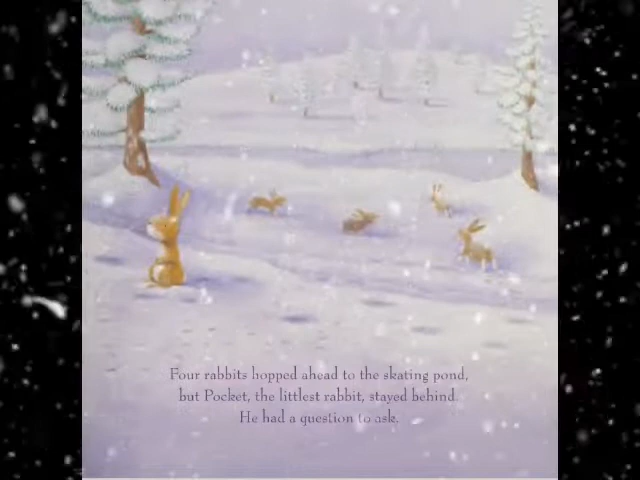 Four rabbits hopped ahead to the skating pond,
but Pocket, the littlest rabbit, stayed behind.
He had a question to ask.